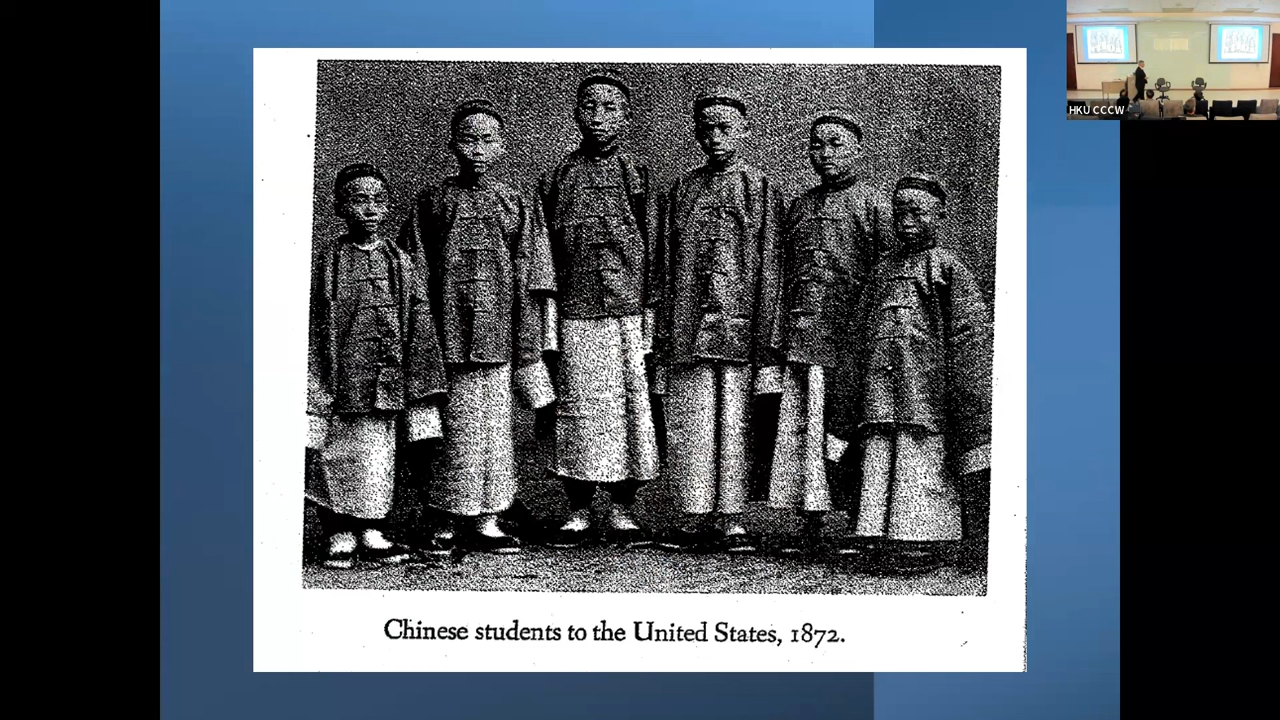 HKU CCCW
Chinese students to the United States, 1872.